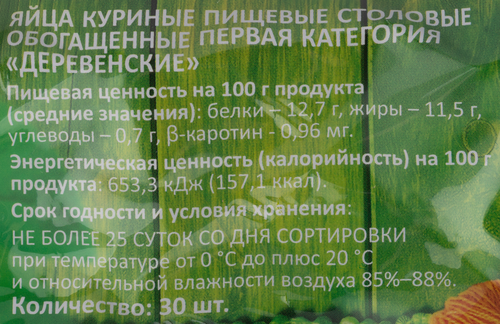 ЯЙЦА КУРИНЫЕ ПИЩЕВЫЕ СТОЛОВЫЕ
ОБОГАЩЕННЫЕ ПЕРВАЯ КАТЕГОРИЯ
«ДЕРЕВЕНСКИЕ»
Пищевая ценность на 100 г продукта
(средние значения): белки – 12,7 г, жиры – 11,5 г,
углеводы – 0,7 г, β-каротин - 0,96 мг.
Энергетическая ценность (калорийность) на 100 г
продукта: 653,3 кДж (157,1 ккал).
Срок годности и условия хранения:
НЕ БОЛЕЕ 25 СУТОК СО ДНЯ СОРТИРОВКИ
при температуре от 0 °С до плюс 20 °С
и относительной влажности воздуха 85%–88%.
Количество: 30 шт.